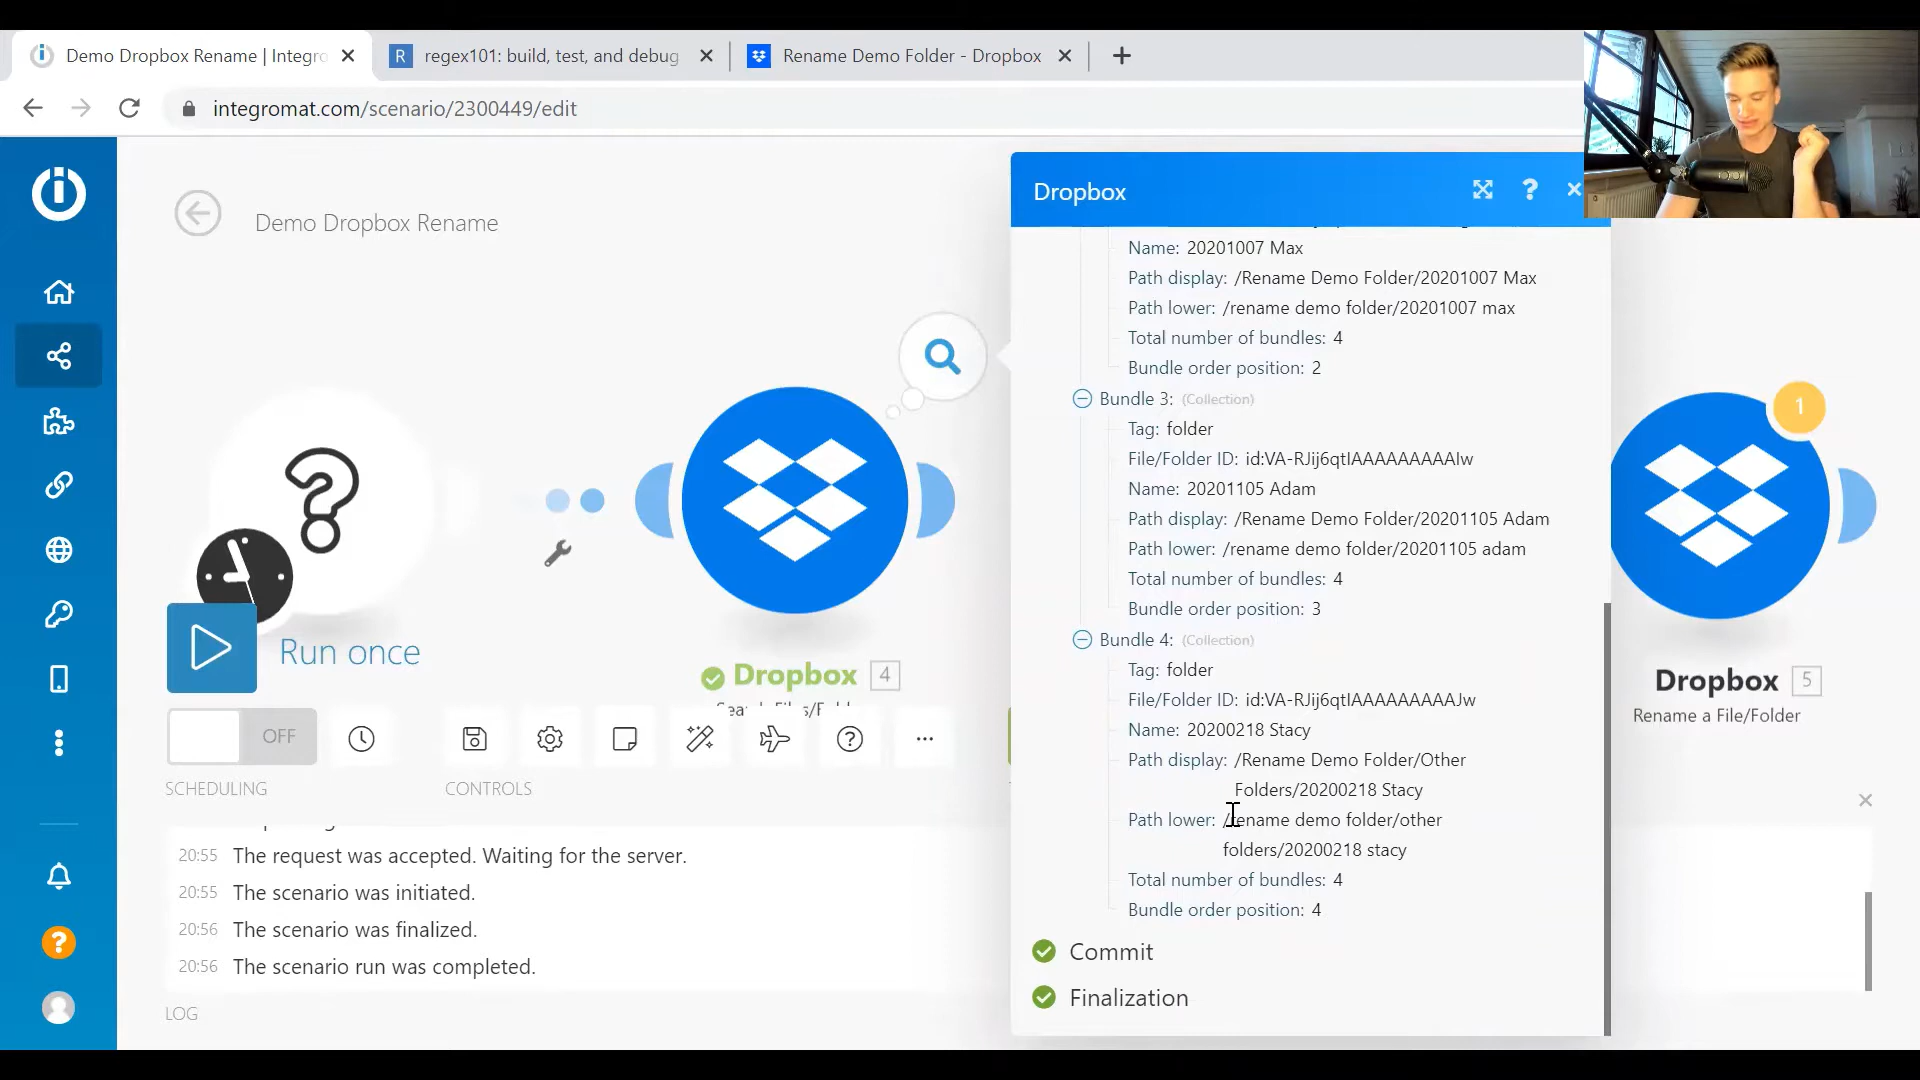 Demo Dropbox Rename | Integro
regex101: build, test, and debug
Rename Demo Folder - Dropbox
integromat.com/scenario/2300449/edit
Demo Dropbox Rename
Dropbox
Name: 20201007 Max
Path display: /Rename Demo Folder/20201007 Max
Path lower: /rename demo folder/20201007 max
Total number of bundles: 4
Bundle order position: 2
Bundle 3: (Collection)
Tag: folder
File/Folder ID: id:VA-RJij6qtIAAAAAAAAAIw
Name: 20201105 Adam
Path display: /Rename Demo Folder/20201105 Adam
Path lower: /rename demo folder/20201105 adam
Total number of bundles: 4
Bundle order position: 3
Bundle 4: (Collection)
Tag: folder
File/Folder ID: id:VA-RJij6qtIAAAAAAAAAJw
Name: 20200218 Stacy
Path display: /Rename Demo Folder/Other
Folders/20200218 Stacy
Path lower: /rename demo folder/other
folders/20200218 stacy
Total number of bundles: 4
Bundle order position: 4
Commit
Finalization
1
Dropbox 5
Rename a File/Folder
Dropbox 4
Run once
OFF
SCHEDULING
CONTROLS
20:55 The request was accepted. Waiting for the server.
20:55 The scenario was initiated.
20:56 The scenario was finalized.
20:56 The scenario run was completed.
LOG